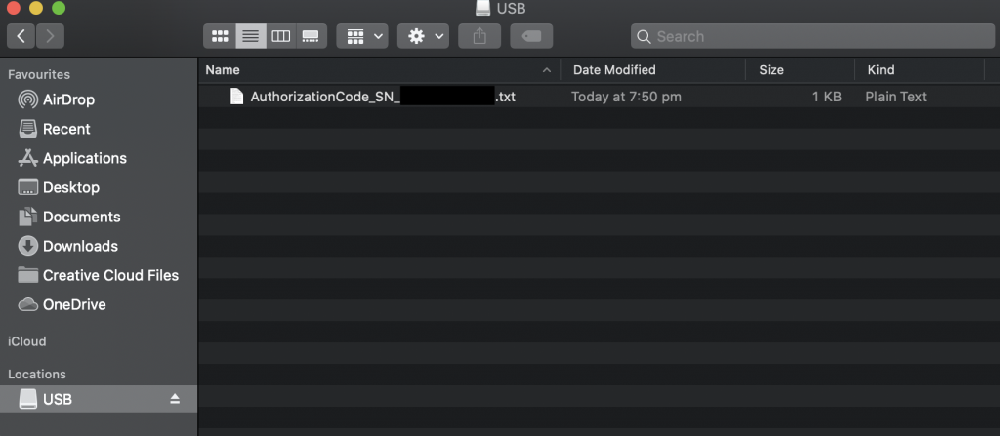 USB
Search
Favourites
AirDrop
Recent
Applications
Desktop
Documents
Downloads
Creative Cloud Files
OneDrive
iCloud
Locations
USB
Name Date Modified Size Kind
AuthorizationCode_SN_ .txt Today at 7:50 pm 1 KB Plain Text